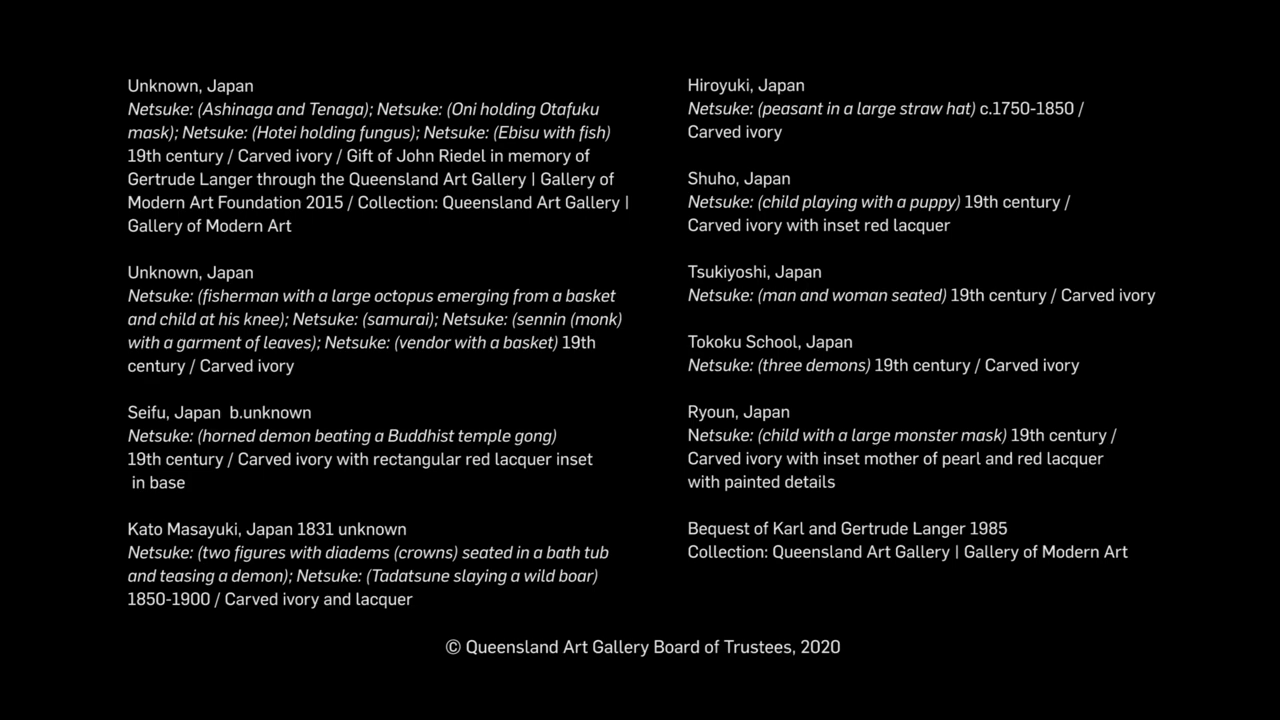 Unknown, Japan
Netsuke: (Ashinaga and Tenaga); Netsuke: (Oni holding Otafuku
mask); Netsuke: (Hotei holding fungus); Netsuke: (Ebisu with fish)
19th century / Carved ivory / Gift of John Riedel in memory of
Gertrude Langer through the Queensland Art Gallery | Gallery of
Modern Art Foundation 2015 / Collection: Queensland Art Gallery |
Gallery of Modern Art
Unknown, Japan
Netsuke: (fisherman with a large octopus emerging from a basket
and child at his knee); Netsuke: (samurai); Netsuke: (sennin (monk)
with a garment of leaves); Netsuke: (vendor with a basket) 19th
century / Carved ivory
Seifu, Japan  b.unknown
Netsuke: (horned demon beating a Buddhist temple gong)
19th century / Carved ivory with rectangular red lacquer inset
in base
Kato Masayuki, Japan 1831 unknown
Netsuke: (two figures with diadems (crowns) seated in a bath tub
and teasing a demon); Netsuke: (Tadatsune slaying a wild boar)
1850-1900 / Carved ivory and lacquer
Hiroyuki, Japan
Netsuke: (peasant in a large straw hat) c.1750-1850 /
Carved ivory
Shuho, Japan
Netsuke: (child playing with a puppy) 19th century /
Carved ivory with inset red lacquer
Tsukiyoshi, Japan
Netsuke: (man and woman seated) 19th century / Carved ivory
Tokoku School, Japan
Netsuke: (three demons) 19th century / Carved ivory
Ryoun, Japan
Netsuke: (child with a large monster mask) 19th century /
Carved ivory with inset mother of pearl and red lacquer
with painted details
Bequest of Karl and Gertrude Langer 1985
Collection: Queensland Art Gallery | Gallery of Modern Art
© Queensland Art Gallery Board of Trustees, 2020